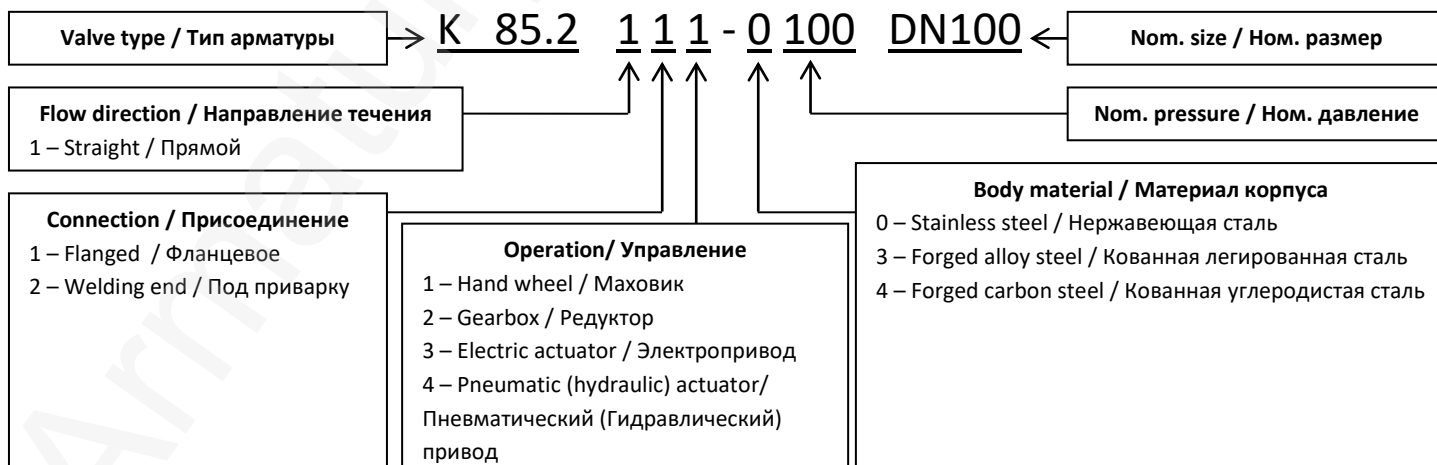 Valve type / Тип арматуры
K 85.2 1 1 1 - 0 100 DN100
Nom. size / Ном. размер
Flow direction / Направление течения
1 – Straight / Прямой
Nom. pressure / Ном. давление
Connection / Присоединение
1 – Flanged / Фланцевое
2 – Welding end / Под приварку
Operation/ Управление
1 – Hand wheel / Маховик
2 – Gearbox / Редуктор
3 – Electric actuator / Электропривод
4 – Pneumatic (hydraulic) actuator/
Пневматический (Гидравлический)
привод
Body material / Материал корпуса
0 – Stainless steel / Нержавеющая сталь
3 – Forged alloy steel / Кованная легированная сталь
4 – Forged carbon steel / Кованная углеродистая сталь